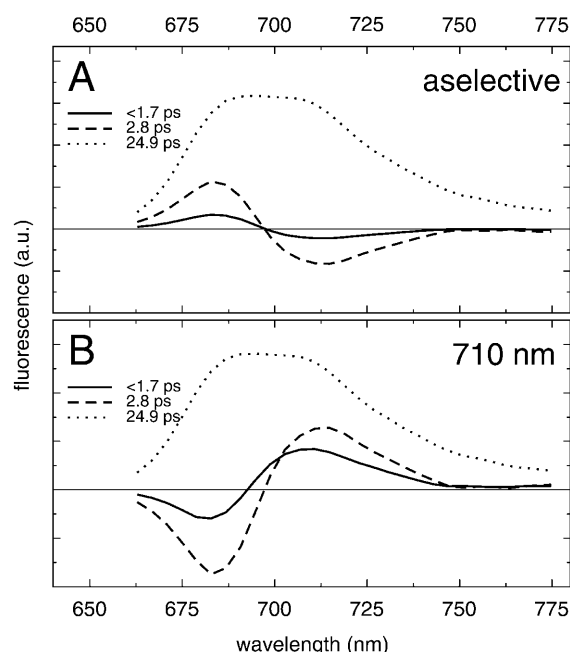 650 675 700 725 750 775
A
aselective
<1.7 ps
2.8 ps
24.9 ps
fluorescence (a.u.)
B
710 nm
<1.7 ps
2.8 ps
24.9 ps
650 675 700 725 750 775
wavelength (nm)